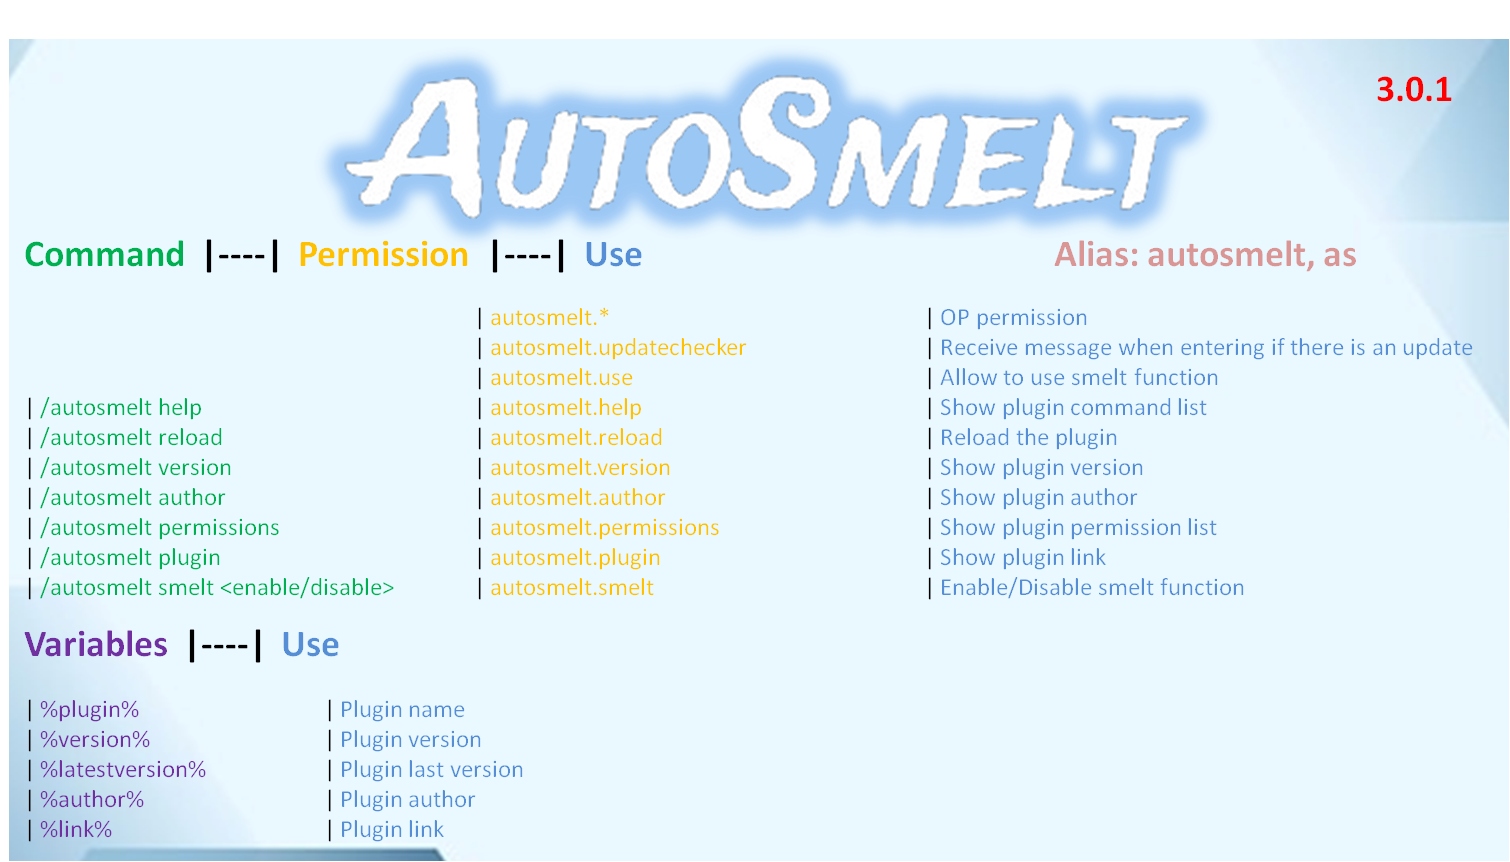 3.0.1
AUTOSMELT
Command |----| Permission |----| Use Alias: autosmelt, as
| autosmelt.* | OP permission
| autosmelt.updatechecker | Receive message when entering if there is an update
| autosmelt.use | Allow to use smelt function
| /autosmelt help | autosmelt.help | Show plugin command list
| /autosmelt reload | autosmelt.reload | Reload the plugin
| /autosmelt version | autosmelt.version | Show plugin version
| /autosmelt author | autosmelt.author | Show plugin author
| /autosmelt permissions | autosmelt.permissions | Show plugin permission list
| /autosmelt plugin | autosmelt.plugin | Show plugin link
| /autosmelt smelt <enable/disable> | autosmelt.smelt | Enable/Disable smelt function
Variables |----| Use
| %plugin% | Plugin name
| %version% | Plugin version
| %latestversion% | Plugin last version
| %author% | Plugin author
| %link% | Plugin link